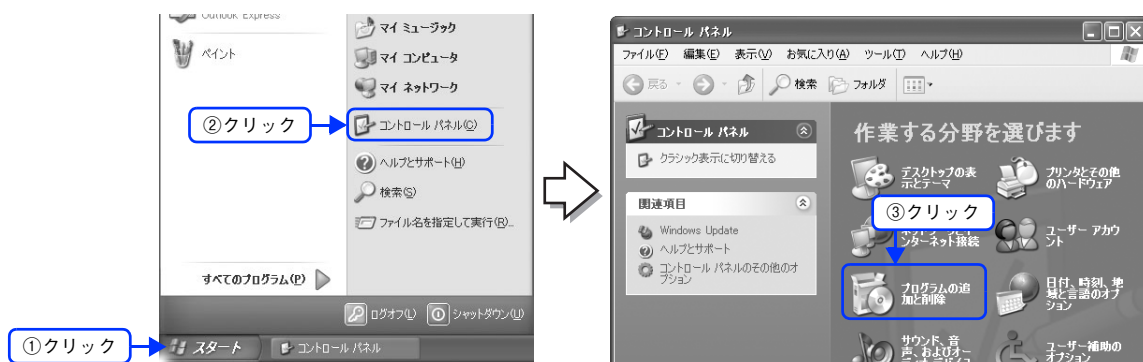 Outlook Express
ペイント
すべてのプログラム(P)
マイ ミュージック
マイ コンピュータ
マイ ネットワーク
②クリック
コントロール パネル(C)
ヘルプとサポート(H)
検索(S)
ファイル名を指定して実行(R)...
ログオフ(L)
シャットダウン(U)
①クリック
スタート
コントロール パネル
コントロール パネル
ファイル(F) 編集(E) 表示(V) お気に入り(A) ツール(T) ヘルプ(H)
戻る
検索
フォルダ
コントロール パネル
クラシック表示に切り替える
関連項目
Windows Update
ヘルプとサポート
コントロール パネルのその他のオ
プション
作業する分野を選びます
デスクトップの表
示とテーマ
プリンタとその他
のハードウェア
③クリック
ネットワークとイ
ンターネット接続
ユーザー アカウ
ント
プログラムの追
加と削除
日付、時刻、地
域と言語のオプ
ション
サウンド、音
声、およびオー
ディオ デバイス
ユーザー補助の
オプション